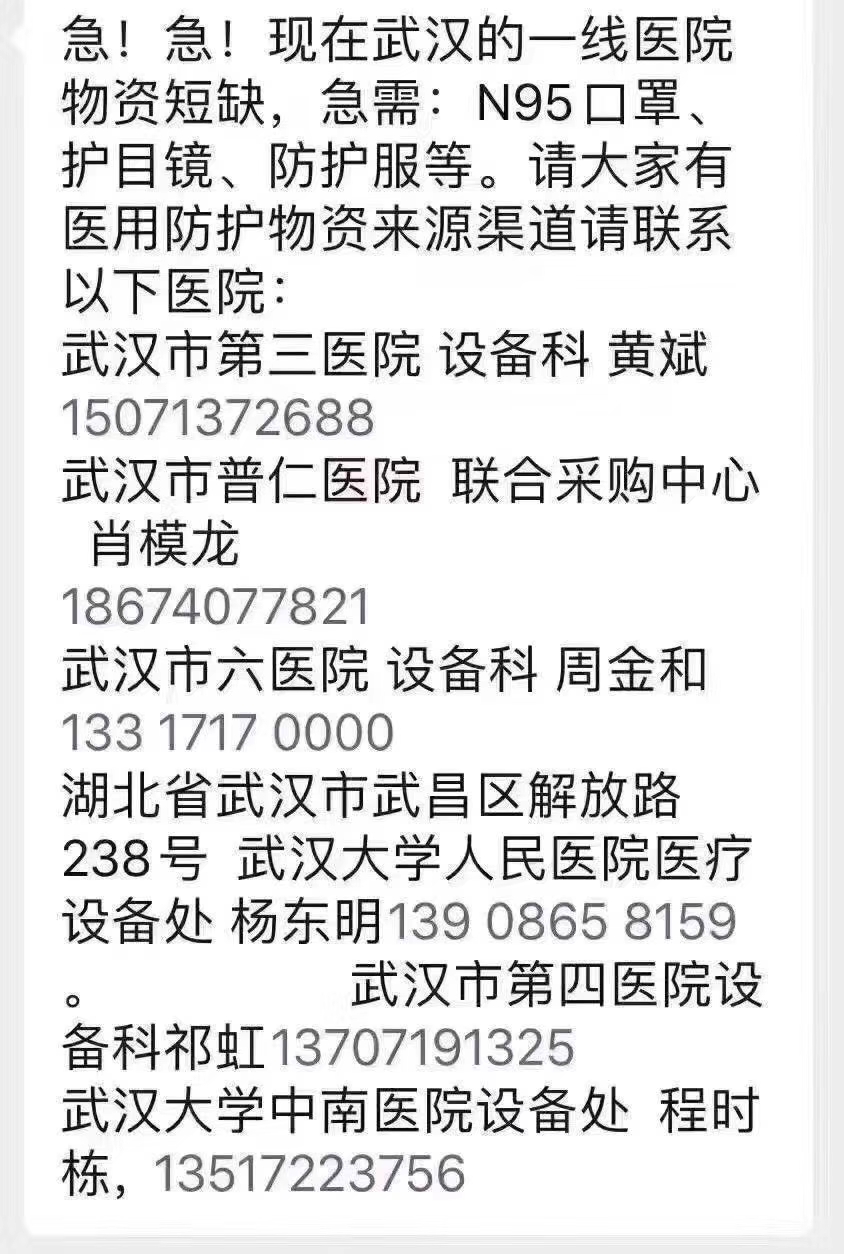 急！急！现在武汉的一线医院
物资短缺，急需：N95口罩、
护目镜、防护服等。请大家有
医用防护物资来源渠道请联系
以下医院：
武汉市第三医院 设备科 黄斌
15071372688
武汉市普仁医院 联合采购中心
肖模龙
18674077821
武汉市六医院 设备科 周金和
133 1717 0000
湖北省武汉市武昌区解放路
238号 武汉大学人民医院医疗
设备处 杨东明139 0865 8159
。 武汉市第四医院设
备科祁虹13707191325
武汉大学中南医院设备处 程时
栋，13517223756